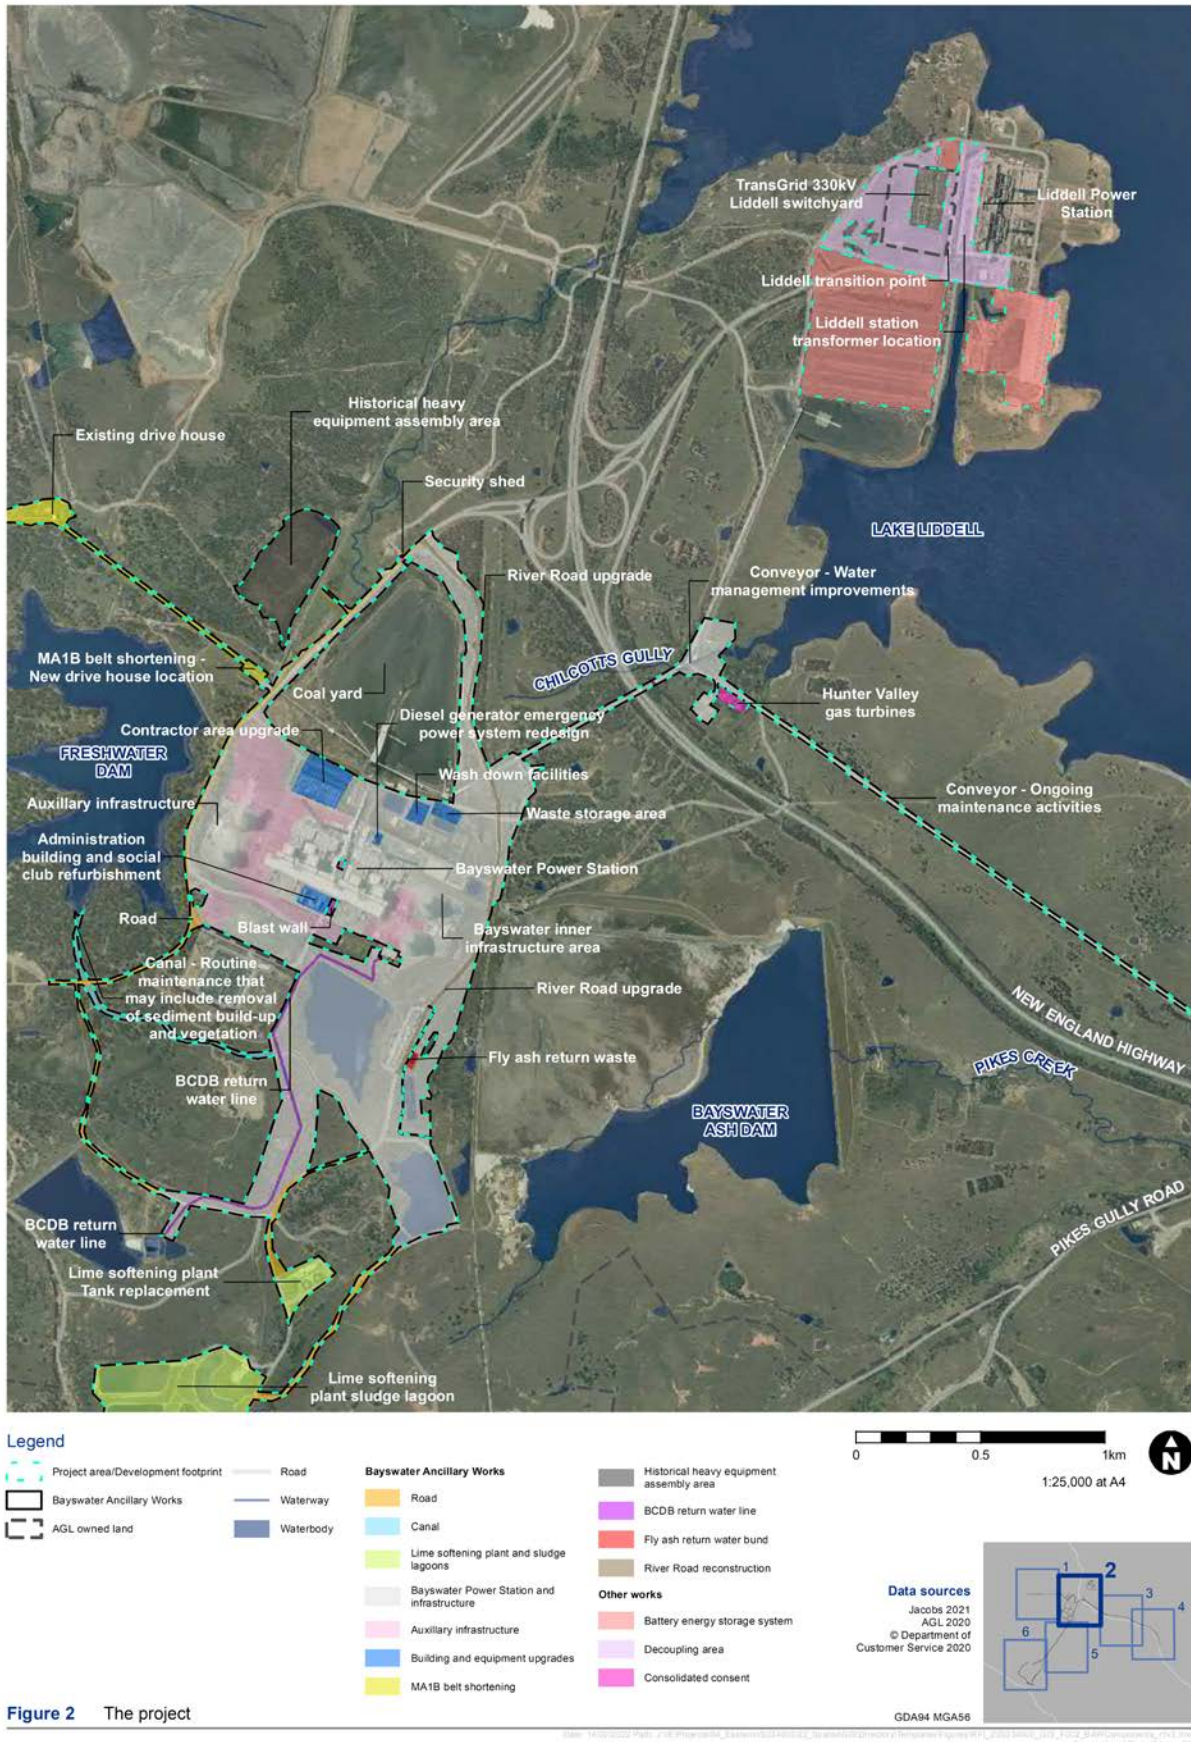 TransGrid 330kV
Liddell switchyard
Liddell Power
Station
Liddell transition point
Liddell station
transformer location
Historical heavy
equipment assembly area
Existing drive house
Security shed
LAKE LIDDELL
River Road upgrade
Conveyor - Water
management improvements
CHILCOTTS GULLY
MA1B belt shortening -
New drive house location
Coal yard
Hunter Valley
gas turbines
Diesel generator emergency
power system redesign
Contractor area upgrade
FRESHWATER
DAM
Wash down facilities
Conveyor - Ongoing
maintenance activities
Auxillary infrastructure
Waste storage area
Administration
building and social
club refurbishment
Bayswater Power Station
Road
Blast wall
Bayswater inner
infrastructure area
Canal - Routine
maintenance that
may include removal
of sediment build-up
and vegetation
River Road upgrade
NEW ENGLAND HIGHWAY
Fly ash return waste
PIKES CREEK
BCDB return
water line
BAYSWATER
ASH DAM
PIKES GULLY ROAD
BCDB return
water line
Lime softening plant
Tank replacement
Lime softening
plant sludge lagoon
Legend
Project area/Development footprint
Bayswater Ancillary Works
AGL owned land
Road
Waterway
Waterbody
Bayswater Ancillary Works
Road
Canal
Lime softening plant and sludge
lagoons
Bayswater Power Station and
infrastructure
Auxillary infrastructure
Building and equipment upgrades
MA1B belt shortening
Historical heavy equipment
assembly area
BCDB return water line
Fly ash return water bund
River Road reconstruction
Other works
Battery energy storage system
Decoupling area
Consolidated consent
0 0.5 1km
1:25,000 at A4
N
Data sources
Jacobs 2021
AGL 2020
© Department of
Customer Service 2020
1
2
3
4
5
6
GDA94 MGA56
Figure 2 The project